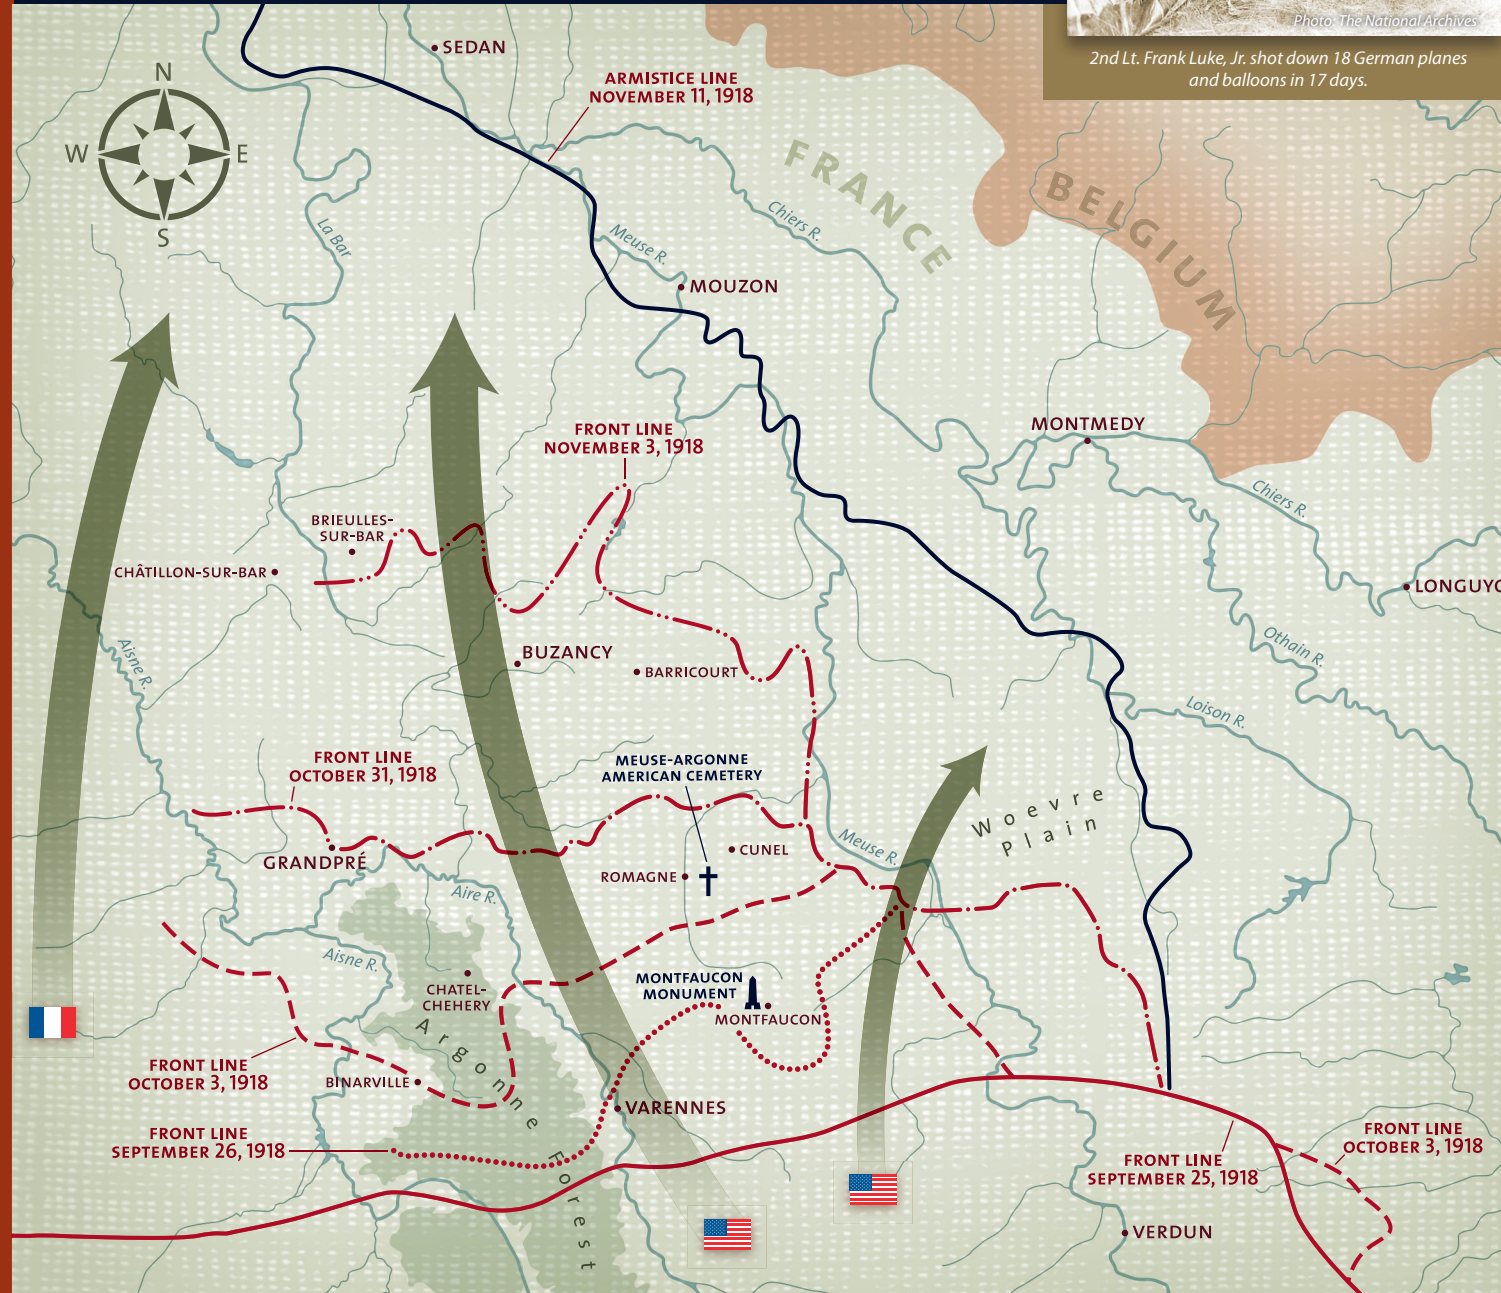 Photo: The National Archives
2nd Lt. Frank Luke, Jr. shot down 18 German planes
and balloons in 17 days.
N
W
E
S
SEDAN
ARMISTICE LINE
NOVEMBER 11, 1918
FRANCE
BELGIUM
La Bar
Chiers R.
Meuse R.
MOUZON
FRONT LINE
NOVEMBER 3, 1918
MONTMEDY
Chiers R.
BRIEULLES-
SUR-BAR
CHÂTILLON-SUR-BAR
LONGUYO
Aisne R.
Othain R.
BUZANCY
BARRICOURT
Loison R.
FRONT LINE
OCTOBER 31, 1918
MEUSE-ARGONNE
AMERICAN CEMETERY
Woevre
Plain
Meuse R.
GRANDPRÉ
CUNEL
ROMAGNE
Aire R.
Aisne R.
CHATEL-
CHEHERY
MONTFAUCON
MONUMENT
MONTFAUCON
Argonne
Forest
FRONT LINE
OCTOBER 3, 1918
BINARVILLE
VARENNES
FRONT LINE
SEPTEMBER 26, 1918
FRONT LINE
SEPTEMBER 25, 1918
FRONT LINE
OCTOBER 3, 1918
VERDUN